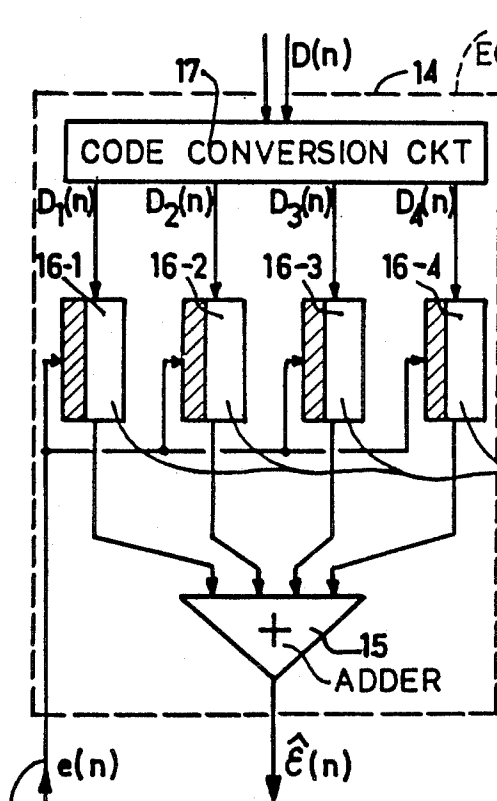 D(n)
EC
17
14
CODE CONVERSION CKT
D₁(n) D₂(n) D₃(n) D₄(n)
16-1 16-2 16-3 16-4
+
15
ADDER
e(n)
ε̂(n)